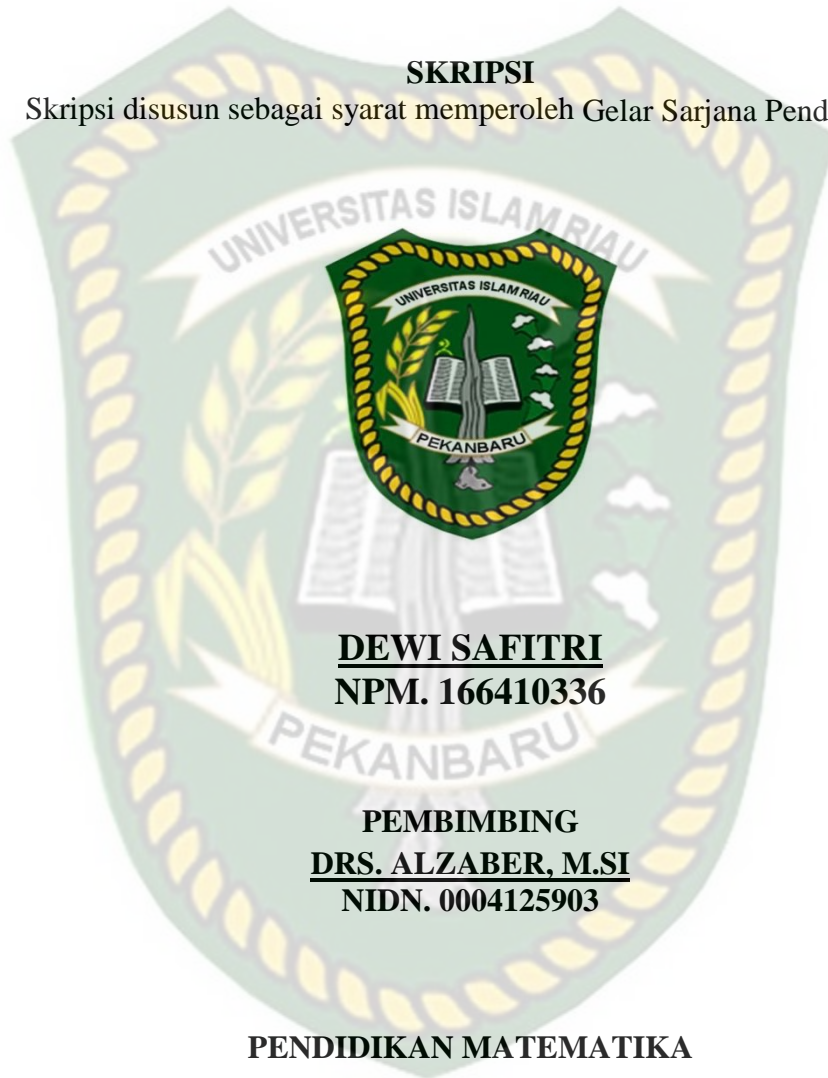 SKRIPSI
Skripsi disusun sebagai syarat memperoleh Gelar Sarjana Pend
UNIVERSITAS ISLAM RIAU
UNIVERSITAS ISLAM RIAU
PEKANBARU
DEWI SAFITRI
NPM. 166410336
PEKANBARU
PEMBIMBING
DRS. ALZABER, M.SI
NIDN. 0004125903
PENDIDIKAN MATEMATIKA